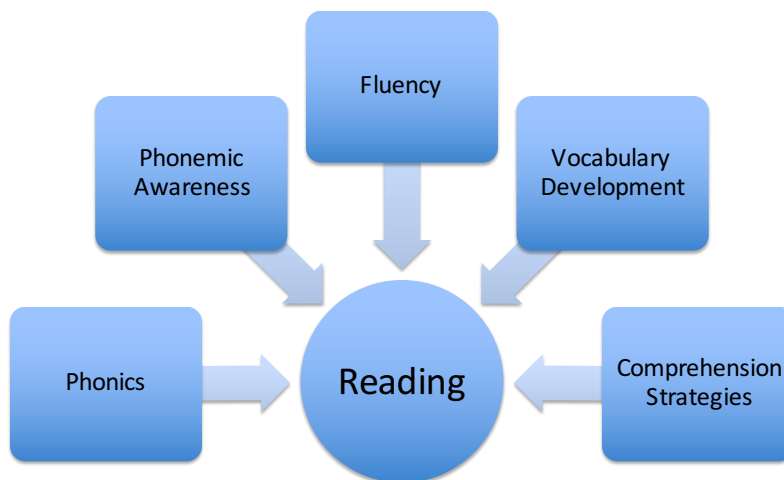 Fluency
Phonemic
Awareness
Vocabulary
Development
Phonics
Reading
Comprehension
Strategies